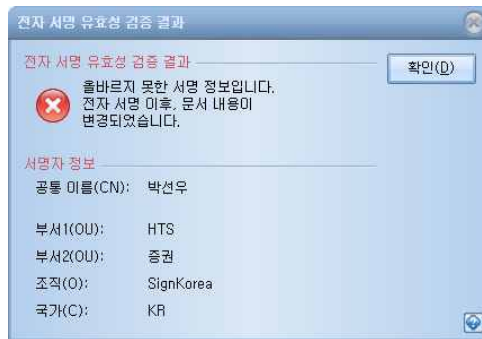 전자 서명 유효성 검증 결과
전자 서명 유효성 검증 결과
확인(D)
올바르지 못한 서명 정보입니다.
전자 서명 이후, 문서 내용이
변경되었습니다.
서명자 정보
공통 이름(CN): 박선우
부서1(OU): HTS
부서2(OU): 증권
조직(O): SignKorea
국가(C): KR